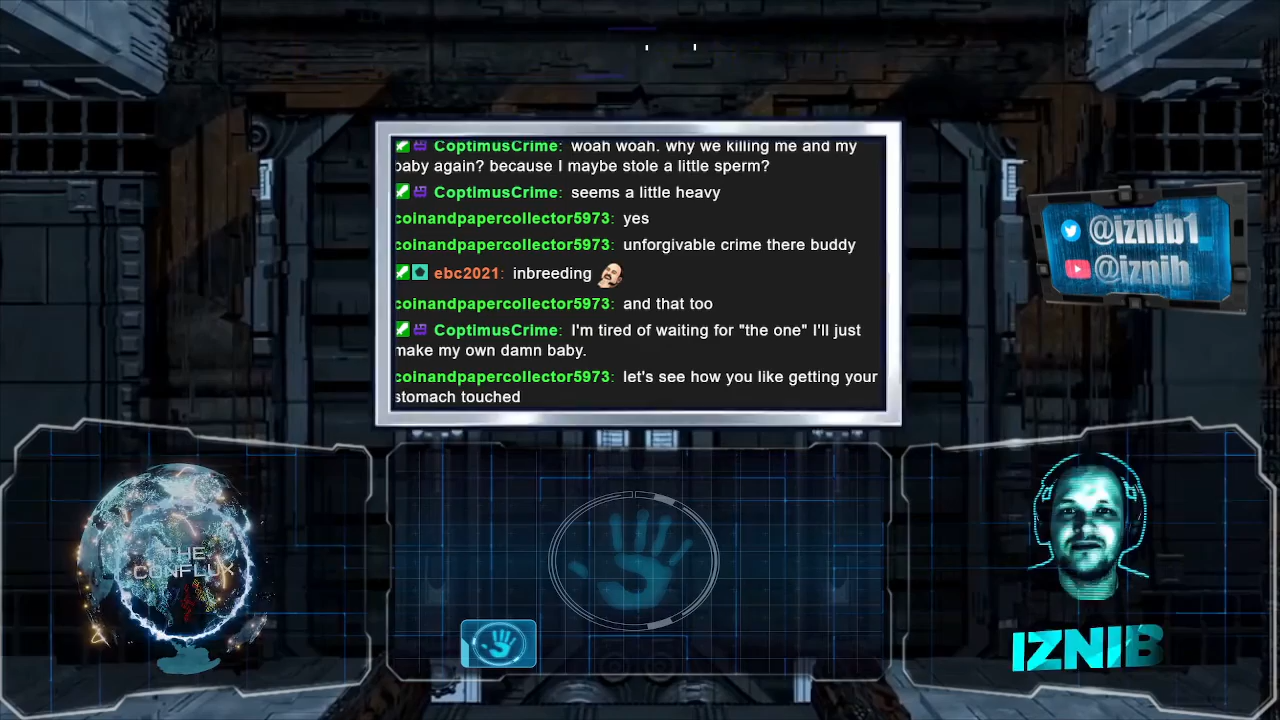 CoptimusCrime: woah woah. why we killing me and my
baby again? because I maybe stole a little sperm?
CoptimusCrime: seems a little heavy
coinandpapercollector5973: yes
coinandpapercollector5973: unforgivable crime there buddy
ebc2021: inbreeding
coinandpapercollector5973: and that too
CoptimusCrime: I'm tired of waiting for "the one" I'll just
make my own damn baby.
coinandpapercollector5973: let's see how you like getting your
stomach touched
@iznib1
@iznib
THE
CONFLUX
IZNIB